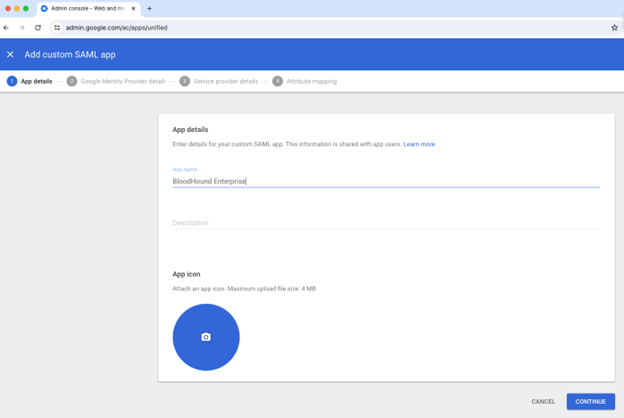 Admin console - Web and mo
admin.google.com/ac/apps/unified
Add custom SAML app
1 App details
2 Google Identity Provider detail
3 Service provider details
4 Attribute mapping
App details
Enter details for your custom SAML app. This information is shared with app users. Learn more
App name
BloodHound Enterprise
Description
App icon
Attach an app icon. Maximum upload file size: 4 MB
CANCEL
CONTINUE